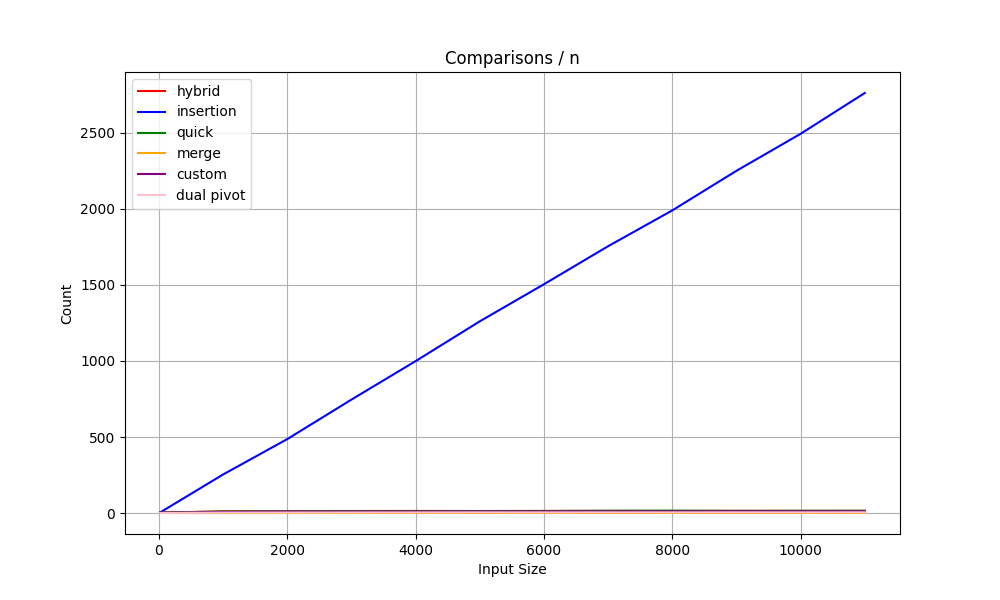 Comparisons / n
hybrid
insertion
quick
merge
custom
dual pivot
2500
2000
1500
1000
500
0
Count
0
2000
4000
6000
8000
10000
Input Size